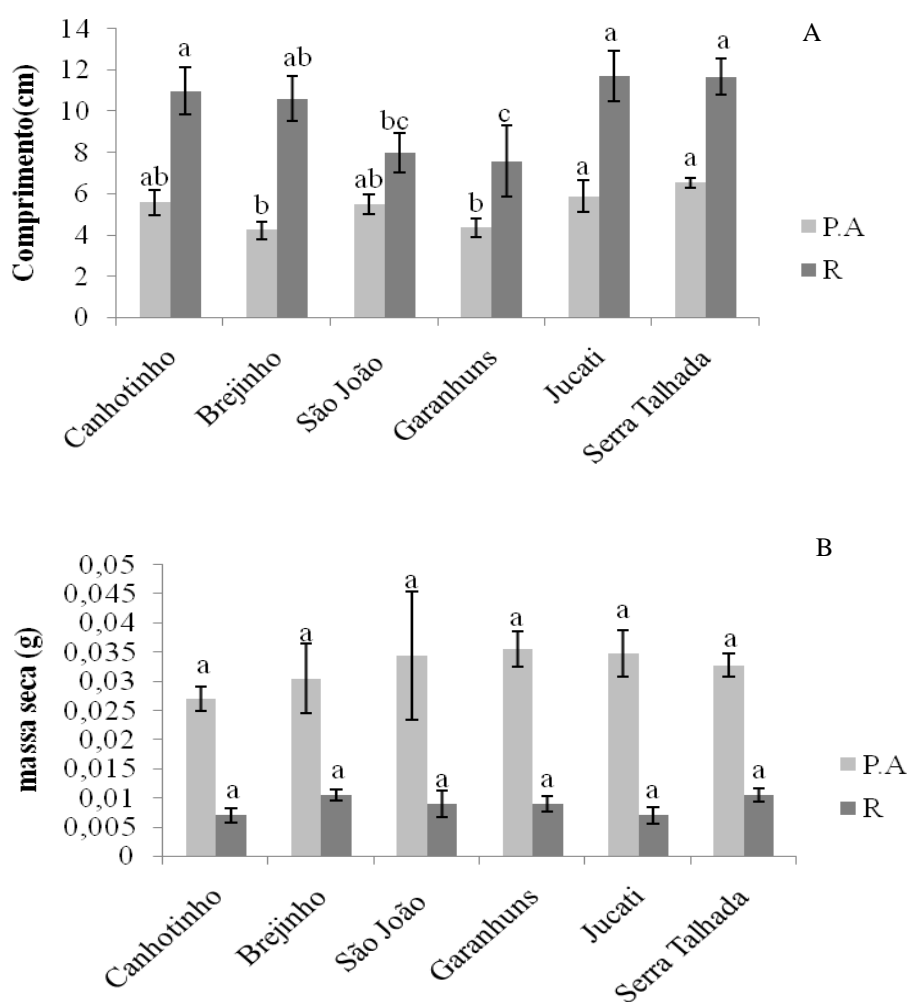 A
Comprimento(cm)
14
12
10
8
6
4
2
0
a
ab
a
a
bc
c
ab
b
ab
b
a
a
P.A
R
Canhotinho
Brejinho
São João
Garanhuns
Jucati
Serra Talhada
B
massa seca (g)
0,05
0,045
0,04
0,035
0,03
0,025
0,02
0,015
0,01
0,005
0
a
a
a
a
a
a
a
a
a
a
a
a
P.A
R
Canhotinho
Brejinho
São João
Garanhuns
Jucati
Serra Talhada